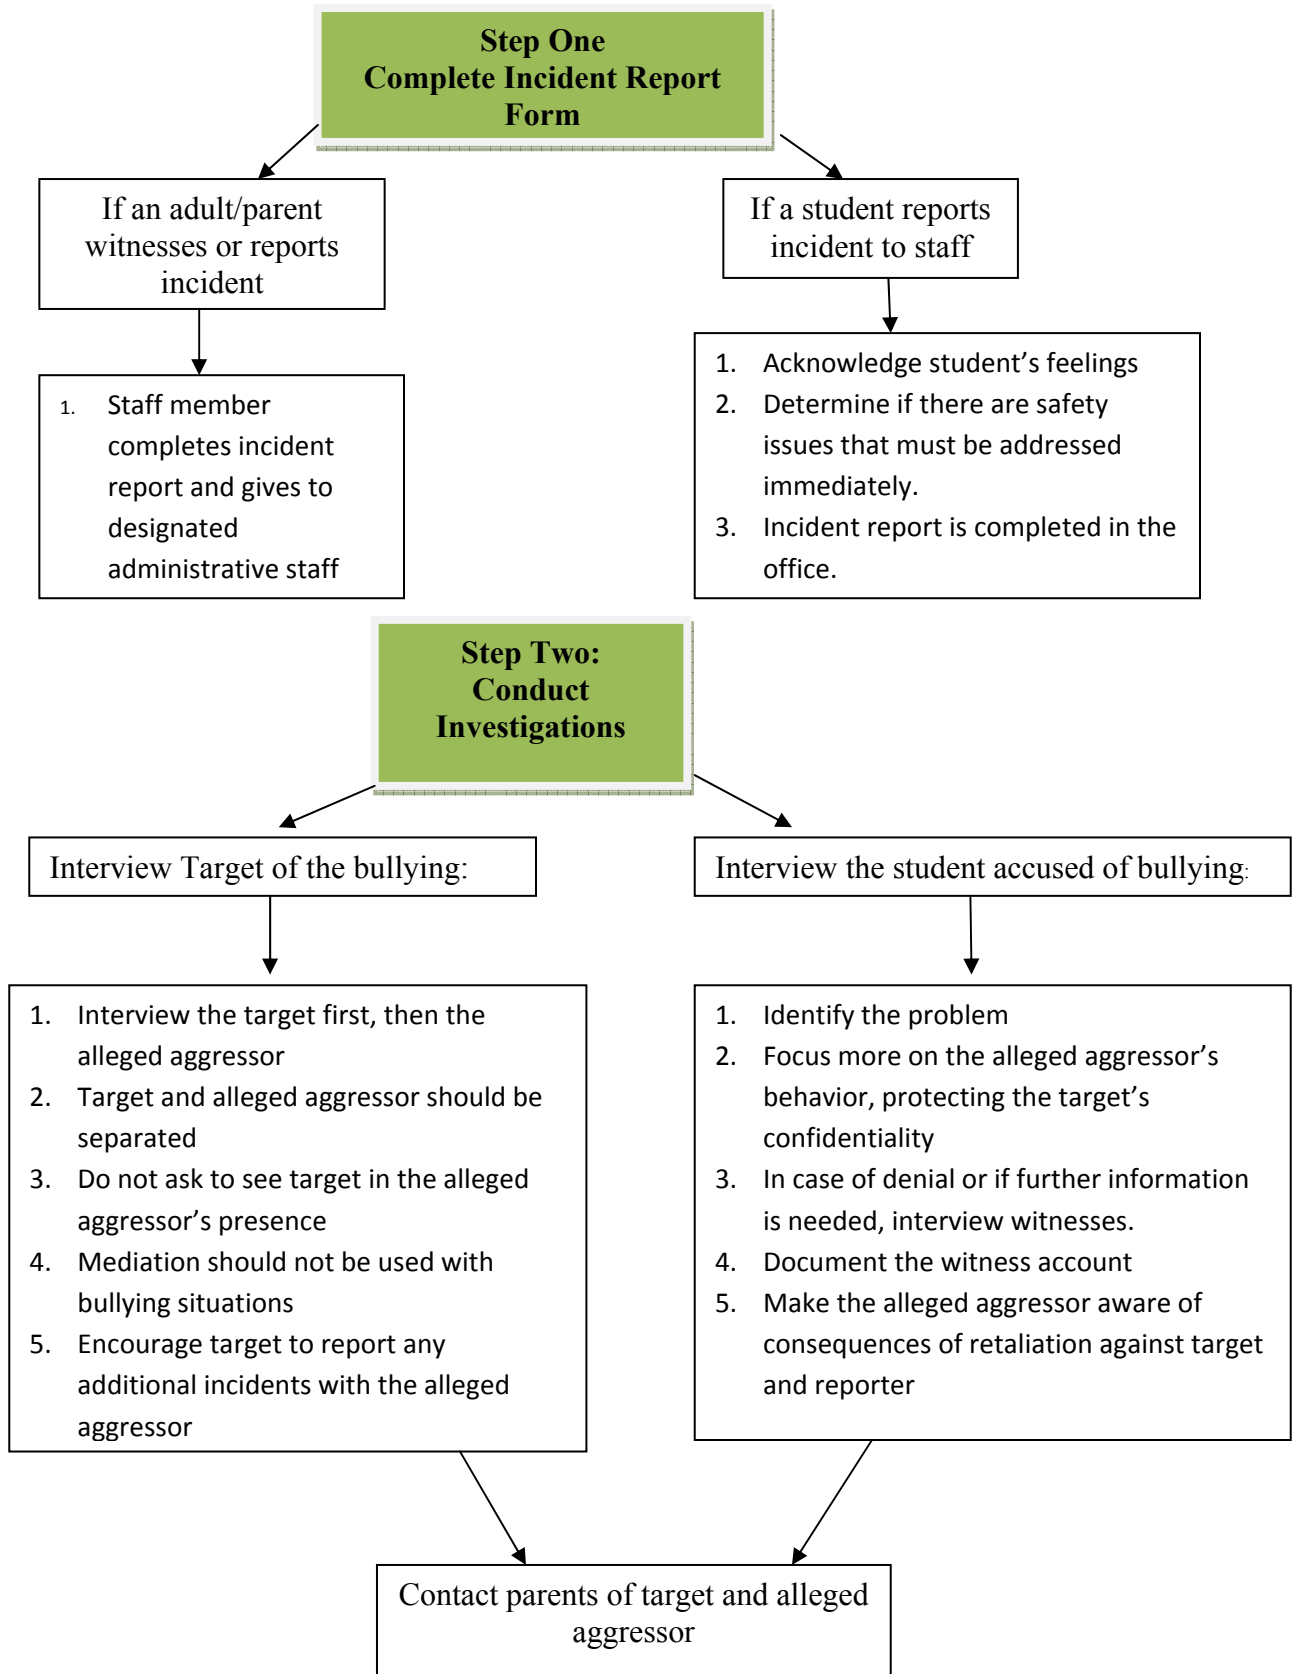 Step One
Complete Incident Report
Form
If an adult/parent
witnesses or reports
incident
If a student reports
incident to staff
1. Staff member
completes incident
report and gives to
designated
administrative staff
1. Acknowledge student’s feelings
2. Determine if there are safety
issues that must be addressed
immediately.
3. Incident report is completed in the
office.
Step Two:
Conduct
Investigations
Interview Target of the bullying:
Interview the student accused of bullying:
1. Interview the target first, then the
alleged aggressor
2. Target and alleged aggressor should be
separated
3. Do not ask to see target in the alleged
aggressor’s presence
4. Mediation should not be used with
bullying situations
5. Encourage target to report any
additional incidents with the alleged
aggressor
1. Identify the problem
2. Focus more on the alleged aggressor’s
behavior, protecting the target’s
confidentiality
3. In case of denial or if further information
is needed, interview witnesses.
4. Document the witness account
5. Make the alleged aggressor aware of
consequences of retaliation against target
and reporter
Contact parents of target and alleged
aggressor